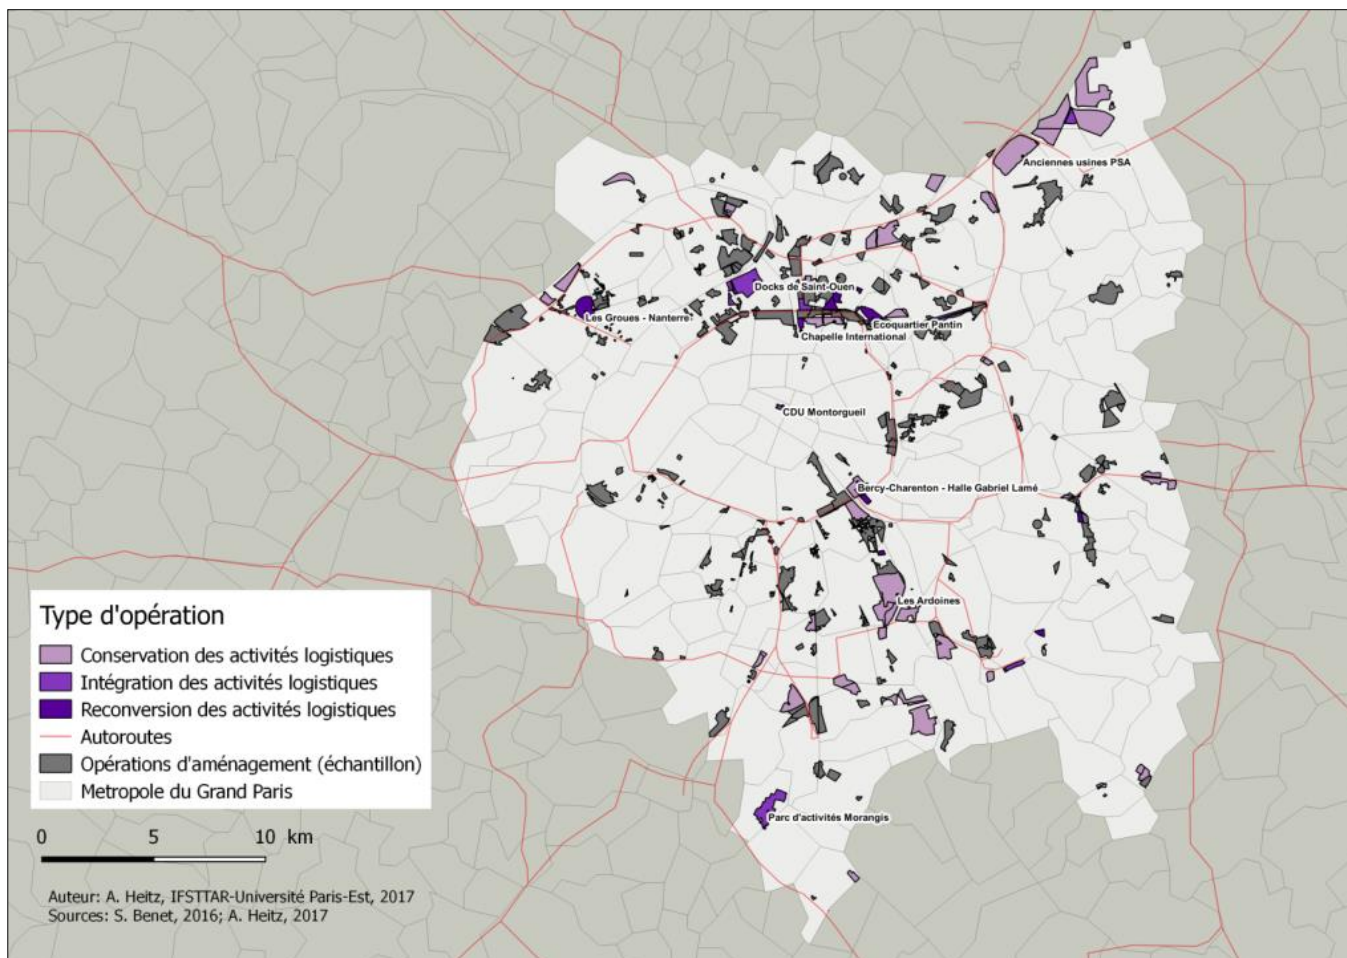 Anciennes usines PSA
Docks de Saint-Ouen
Les Groues - Nanterre
Ecoquartier Pantin
Chapelle International
CDU Montorgueil
Bercy-Charenton - Halle Gabriel Lamé
Les Ardoines
Parc d'activités Morangis
Type d'opération
Conservation des activités logistiques
Intégration des activités logistiques
Reconversion des activités logistiques
Autoroutes
Opérations d'aménagement (échantillon)
Metropole du Grand Paris
0 5 10 km
Auteur: A. Heitz, IFSTTAR-Université Paris-Est, 2017
Sources: S. Benet, 2016; A. Heitz, 2017